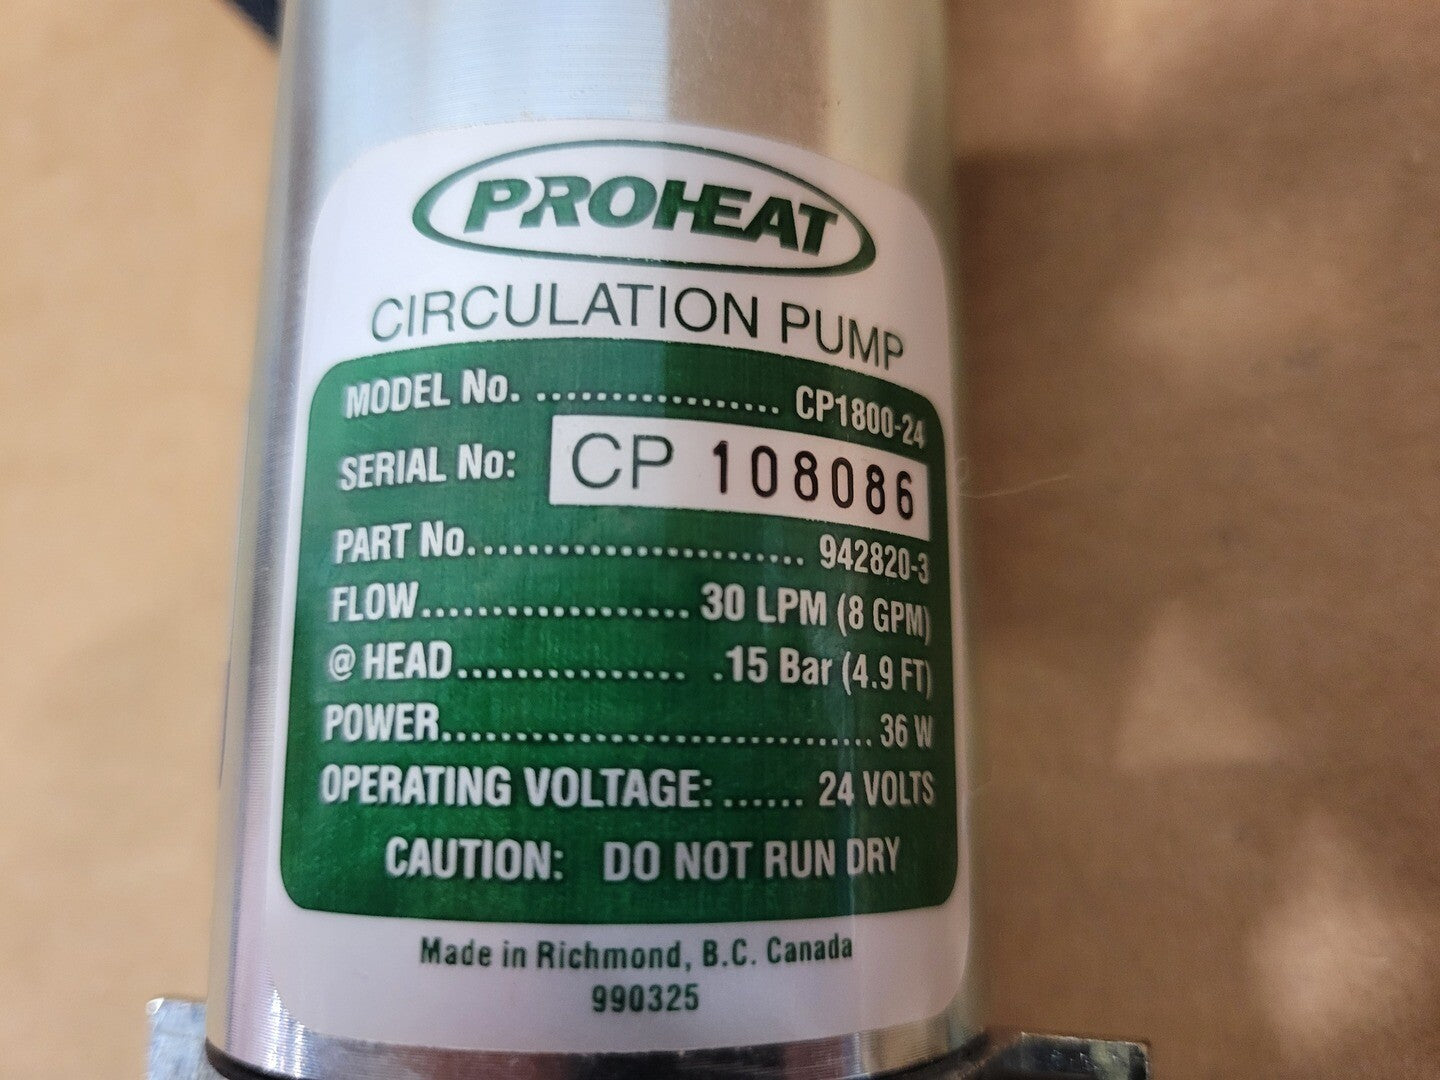 PROHEAT
CIRCULATION PUMP
MODEL No. ................. CP1800-24
SERIAL No: CP 108086
PART No........................ 942820-3
FLOW................... 30 LPM (8 GPM)
@ HEAD................ .15 Bar (4.9 FT)
POWER.............................. 36 W
OPERATING VOLTAGE:...... 24 VOLTS
CAUTION: DO NOT RUN DRY
Made in Richmond, B.C. Canada
990325